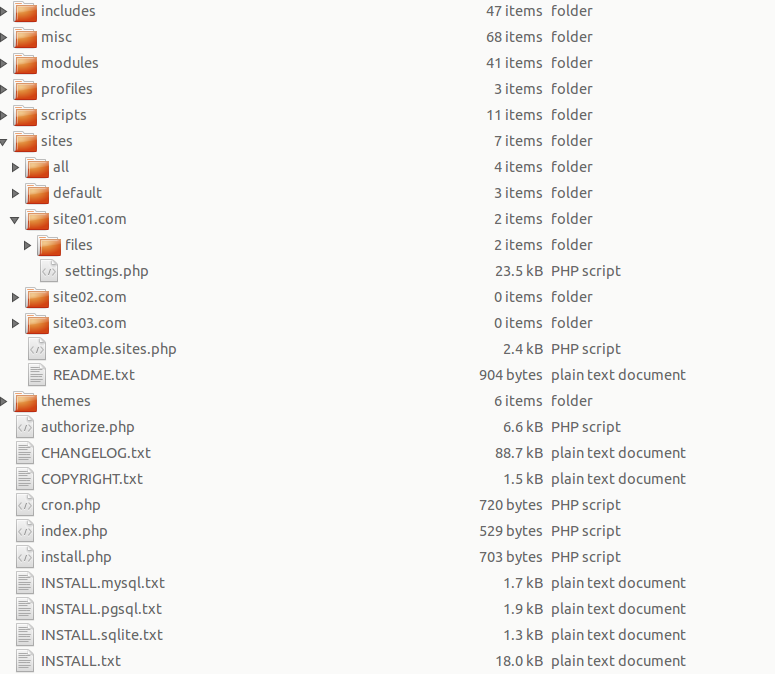 includes 47 items folder
misc 68 items folder
modules 41 items folder
profiles 3 items folder
scripts 11 items folder
sites 7 items folder
all 4 items folder
default 3 items folder
site01.com 2 items folder
files 2 items folder
settings.php 23.5 kB PHP script
site02.com 0 items folder
site03.com 0 items folder
example.sites.php 2.4 kB PHP script
README.txt 904 bytes plain text document
themes 6 items folder
authorize.php 6.6 kB PHP script
CHANGELOG.txt 88.7 kB plain text document
COPYRIGHT.txt 1.5 kB plain text document
cron.php 720 bytes PHP script
index.php 529 bytes PHP script
install.php 703 bytes PHP script
INSTALL.mysql.txt 1.7 kB plain text document
INSTALL.pgsql.txt 1.9 kB plain text document
INSTALL.sqlite.txt 1.3 kB plain text document
INSTALL.txt 18.0 kB plain text document